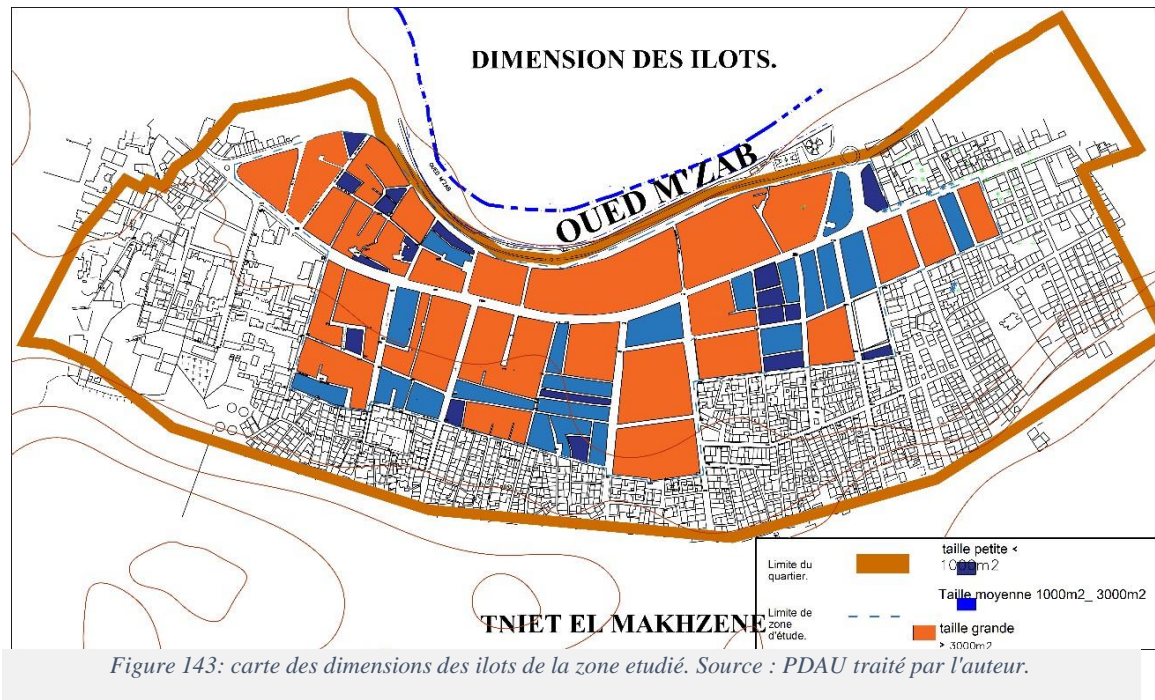 DIMENSION DES ILOTS.
OUED M'ZAB
OUED M'ZAB
TNIET EL MAKHZENE
Limite du
quartier.
Limite de
zone
d'étude.
taille petite <
1000m2
Taille moyenne 1000m2_ 3000m2
taille grande
> 3000m2
Figure 143: carte des dimensions des ilots de la zone etudié. Source : PDAU traité par l'auteur.